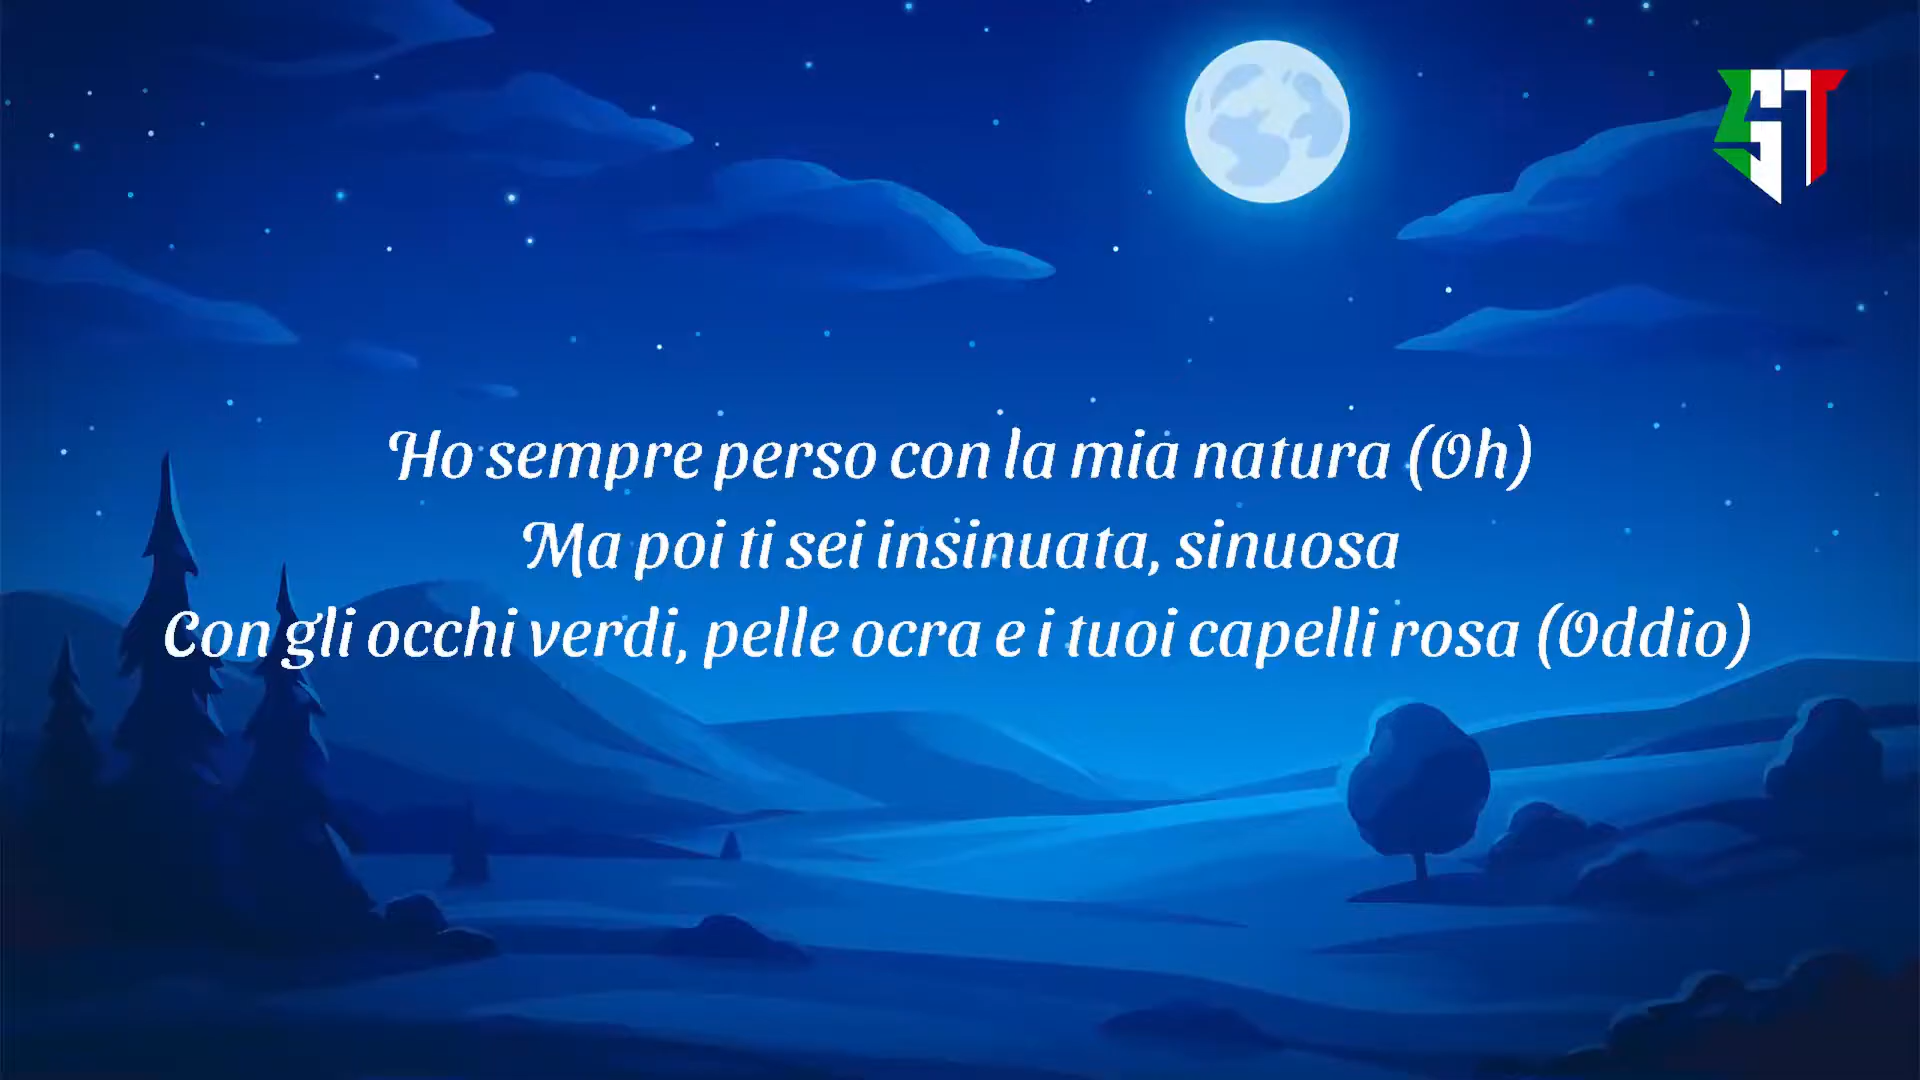 Ho sempre perso con la mia natura (Oh)
Ma poi ti sei insinuata, sinuosa
Con gli occhi verdi, pelle ocra e i tuoi capelli rosa (Oddio)
ST